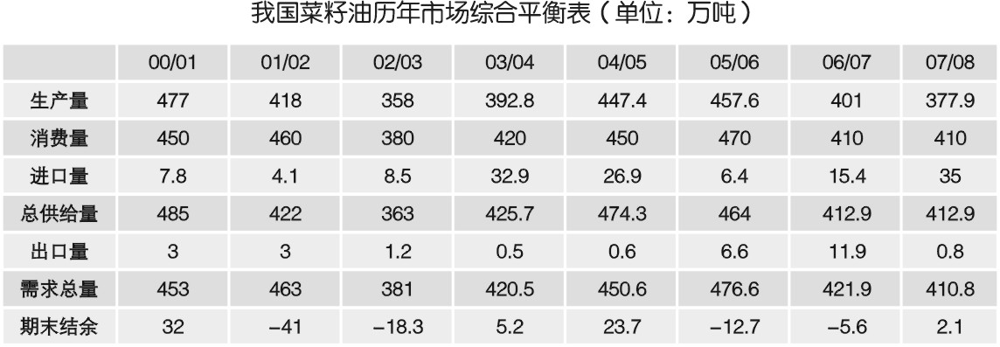 我国菜籽油历年市场综合平衡表（单位：万吨）
00/01 01/02 02/03 03/04 04/05 05/06 06/07 07/08
生产量 477 418 358 392.8 447.4 457.6 401 377.9
消费量 450 460 380 420 450 470 410 410
进口量 7.8 4.1 8.5 32.9 26.9 6.4 15.4 35
总供给量 485 422 363 425.7 474.3 464 412.9 412.9
出口量 3 3 1.2 0.5 0.6 6.6 11.9 0.8
需求总量 453 463 381 420.5 450.6 476.6 421.9 410.8
期末结余 32 –41 –18.3 5.2 23.7 –12.7 –5.6 2.1